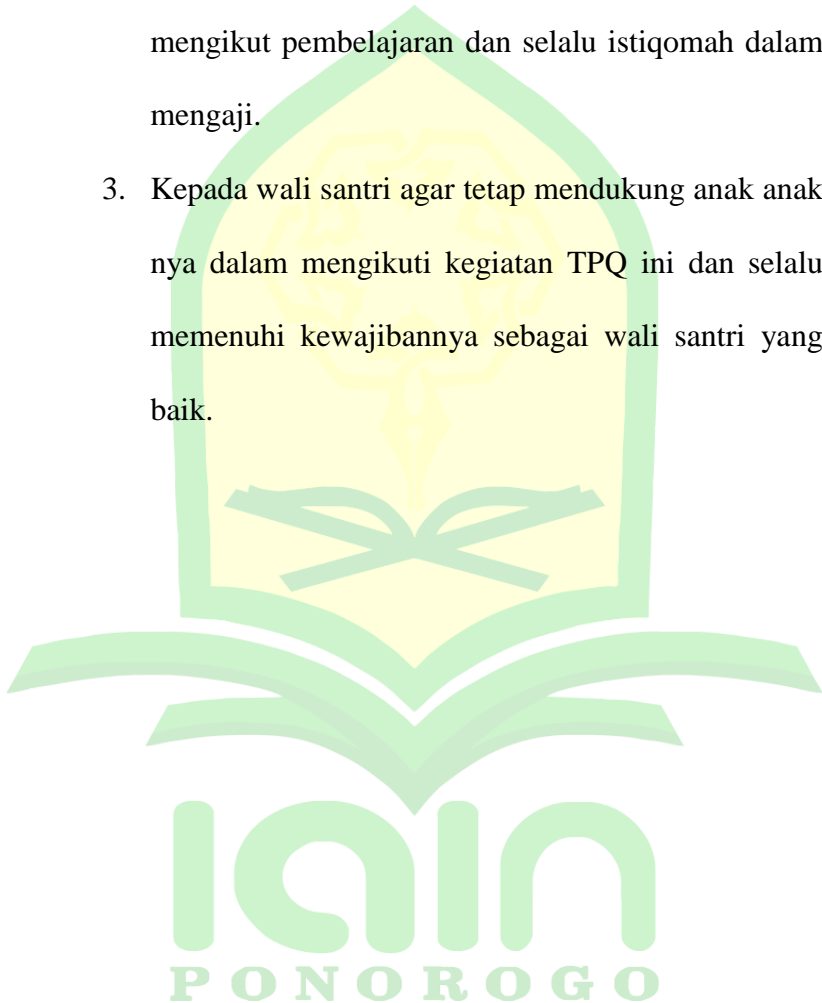 mengikut pembelajaran dan selalu istiqomah dalam
mengaji.
3. Kepada wali santri agar tetap mendukung anak anak
nya dalam mengikuti kegiatan TPQ ini dan selalu
memenuhi kewajibannya sebagai wali santri yang
baik.
IAIN
PONOROGO